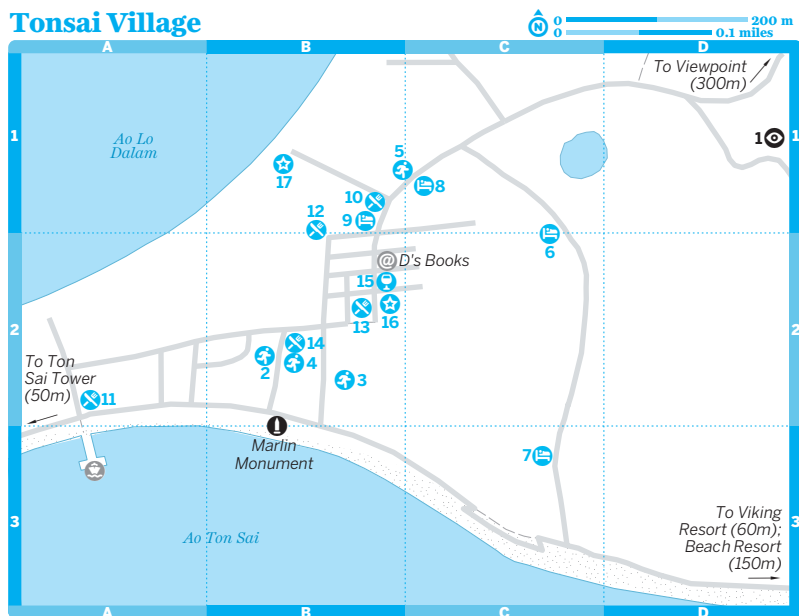 Tonsai Village
N
0 200 m
0 0.1 miles
A B C D
To Viewpoint
(300m)
1 1
1
Ao Lo
Dalam
5
17
8
10
12
9
6
@ D's Books
15
13
16
2 2
14
2
4
3
To Ton
Sai Tower
(50m)
11
Marlin
Monument
7
3 3
Ao Ton Sai
To Viking
Resort (60m);
Beach Resort
(150m)
A B C D